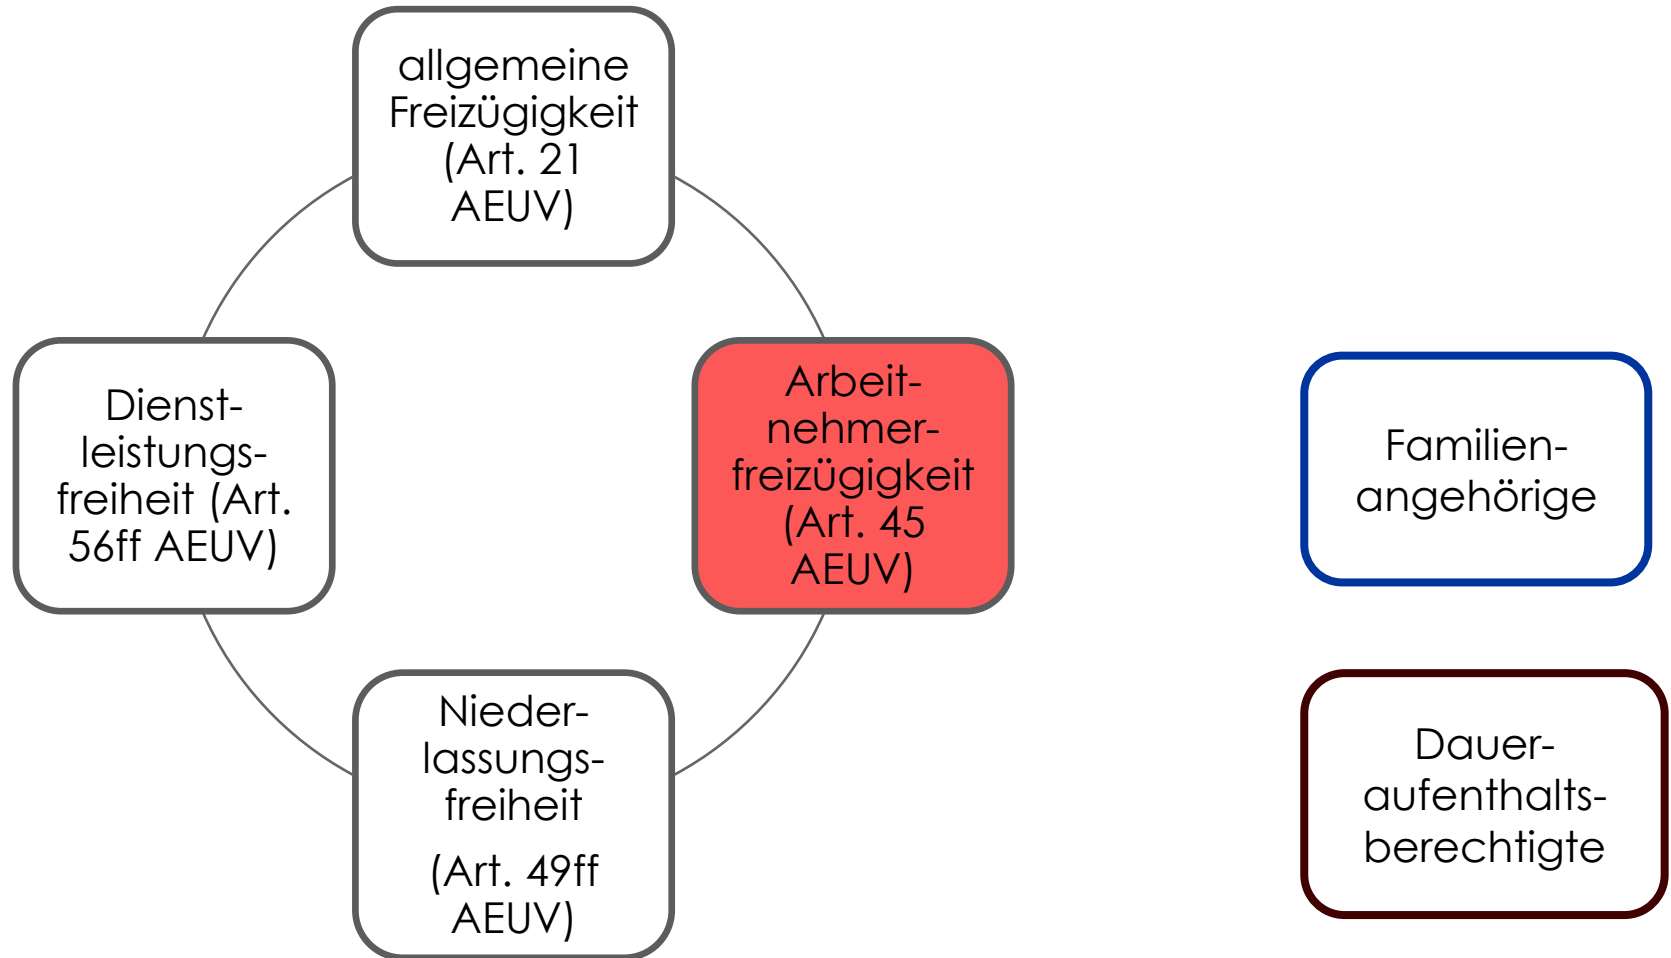 allgemeine
Freizügigkeit
(Art. 21
AEUV)
Dienst-
leistungs-
freiheit (Art.
56ff AEUV)
Arbeit-
nehmer-
freizügigkeit
(Art. 45
AEUV)
Nieder-
lassungs-
freiheit
(Art. 49ff
AEUV)
Familien-
angehörige
Dauer-
aufenthalts-
berechtigte